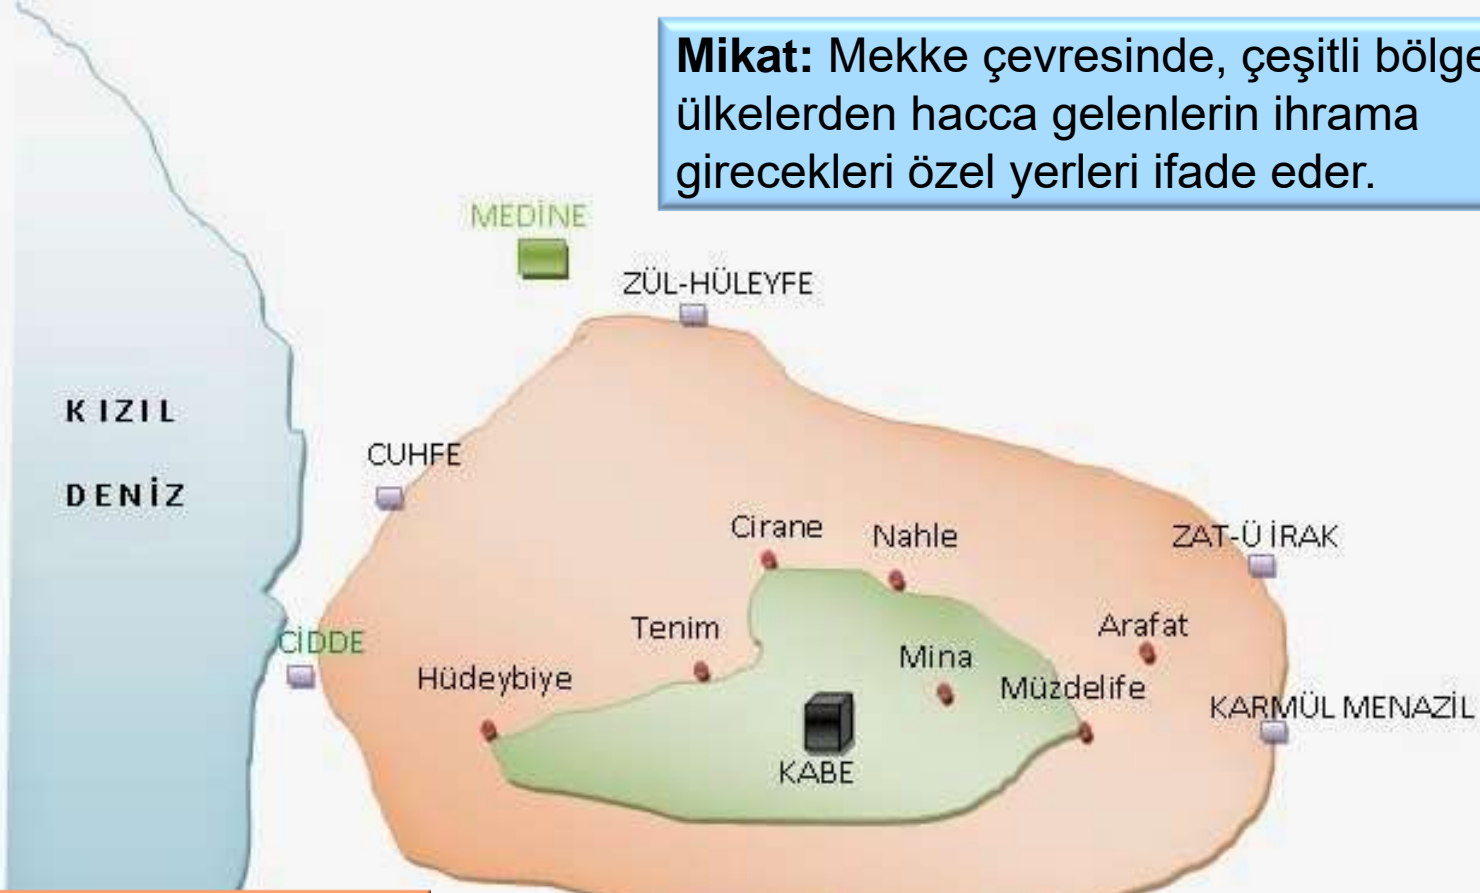 Mikat: Mekke çevresinde, çeşitli bölge
ülkelerden hacca gelenlerin ihrama
girecekleri özel yerleri ifade eder.
MEDİNE
ZÜL-HÜLEYFE
KIZIL
DENİZ
CUHFE
Cirane
Nahle
ZAT-Ü İRAK
CİDDE
Tenim
Arafat
Hüdeybiye
Mina
Müzdelife
KARMÜL MENAZİL
KABE